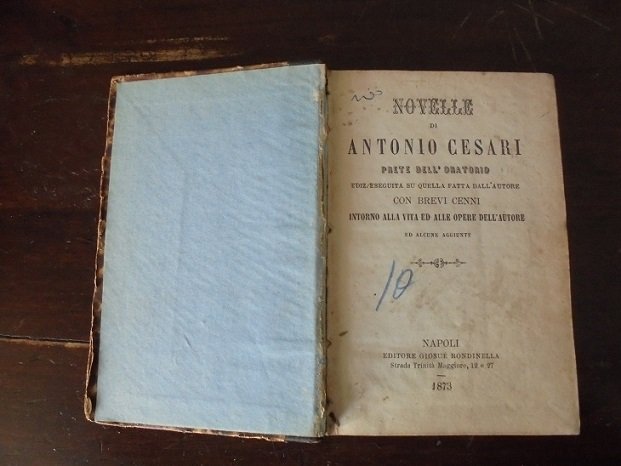 NOVELLE
DI
ANTONIO CESARI
PRETE DELL'ORATORIO
EDIZ/ESEGUITA SU QUELLA FATTA DALL'AUTORE
CON BREVI CENNI
INTORNO ALLA VITA ED ALLE OPERE DELL'AUTORE
ED ALCUNE AGGIUNTE
10
NAPOLI
EDITORE GIOSUÈ RONDINELLA
Strada Trinità Maggiore, 12 e 27
1873